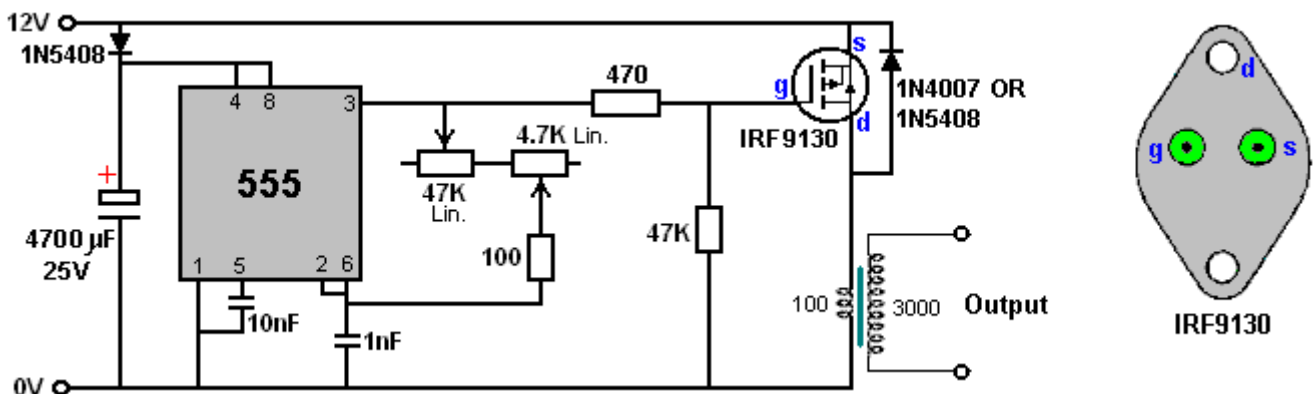 12V
1N5408
4 8 3
555
1 5 2 6
+
4700 µF
25V
10nF
1nF
47K
Lin.
4.7K Lin.
100
470
47K
g
s
d
IRF9130
1N4007 OR
1N5408
100
3000
Output
0V
d
g
s
IRF9130